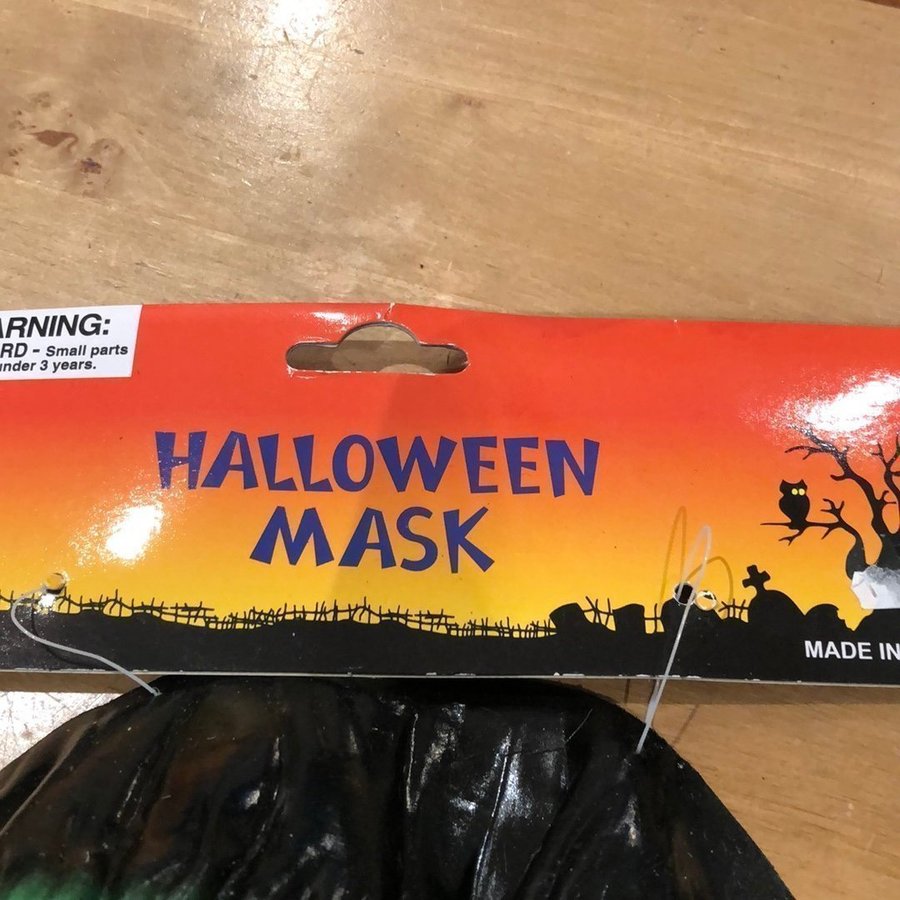 ARNING:
RD - Small parts
under 3 years.
HALLOWEEN
MASK
MADE IN